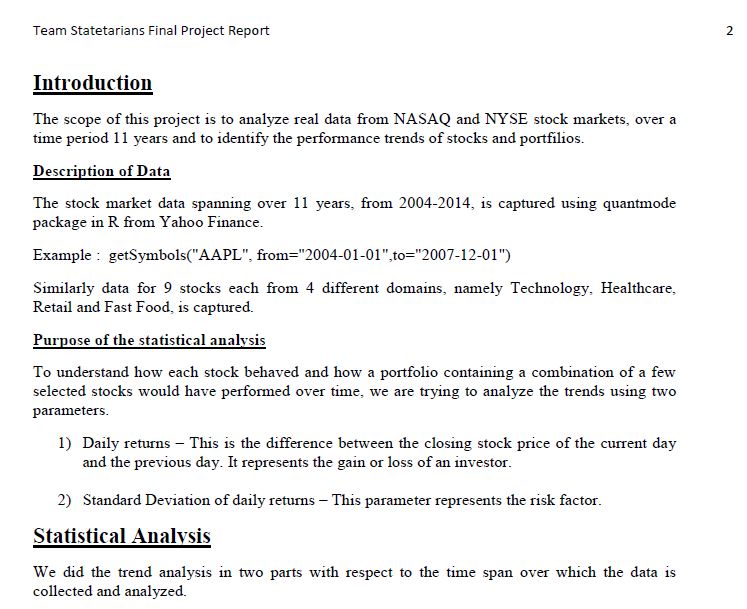 Team Statetarians Final Project Report 2
Introduction
The scope of this project is to analyze real data from NASAQ and NYSE stock markets, over a
time period 11 years and to identify the performance trends of stocks and portfilios.
Description of Data
The stock market data spanning over 11 years, from 2004-2014, is captured using quantmode
package in R from Yahoo Finance.
Example : getSymbols("AAPL", from="2004-01-01",to="2007-12-01")
Similarly data for 9 stocks each from 4 different domains, namely Technology, Healthcare,
Retail and Fast Food, is captured.
Purpose of the statistical analysis
To understand how each stock behaved and how a portfolio containing a combination of a few
selected stocks would have performed over time, we are trying to analyze the trends using two
parameters.
1) Daily returns – This is the difference between the closing stock price of the current day
and the previous day. It represents the gain or loss of an investor.
2) Standard Deviation of daily returns – This parameter represents the risk factor.
Statistical Analysis
We did the trend analysis in two parts with respect to the time span over which the data is
collected and analyzed.